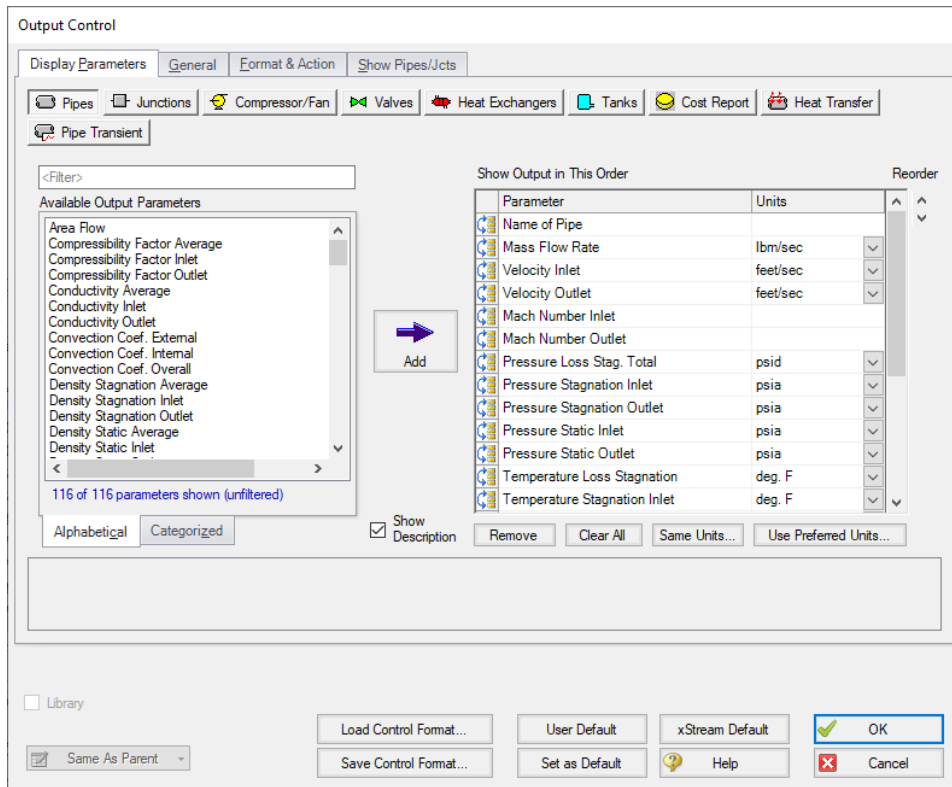 Output Control
Display Parameters General Format & Action Show Pipes/Jcts
Pipes Junctions Compressor/Fan Valves Heat Exchangers Tanks Cost Report Heat Transfer
Pipe Transient
<Filter>
Show Output in This Order Reorder
Available Output Parameters
Parameter Units
Area Flow
Compressibility Factor Average
Compressibility Factor Inlet
Compressibility Factor Outlet
Conductivity Average
Conductivity Inlet
Conductivity Outlet
Convection Coef. External
Convection Coef. Internal
Convection Coef. Overall
Density Stagnation Average
Density Stagnation Inlet
Density Stagnation Outlet
Density Static Average
Density Static Inlet
116 of 116 parameters shown (unfiltered)
Alphabetical Categorized
Add
Show
Description
Name of Pipe
Mass Flow Rate lbm/sec
Velocity Inlet feet/sec
Velocity Outlet feet/sec
Mach Number Inlet
Mach Number Outlet
Pressure Loss Stag. Total psid
Pressure Stagnation Inlet psia
Pressure Stagnation Outlet psia
Pressure Static Inlet psia
Pressure Static Outlet psia
Temperature Loss Stagnation deg. F
Temperature Stagnation Inlet deg. F
Remove Clear All Same Units... Use Preferred Units...
Library
Load Control Format... User Default xStream Default OK
Same As Parent Save Control Format... Set as Default Help Cancel